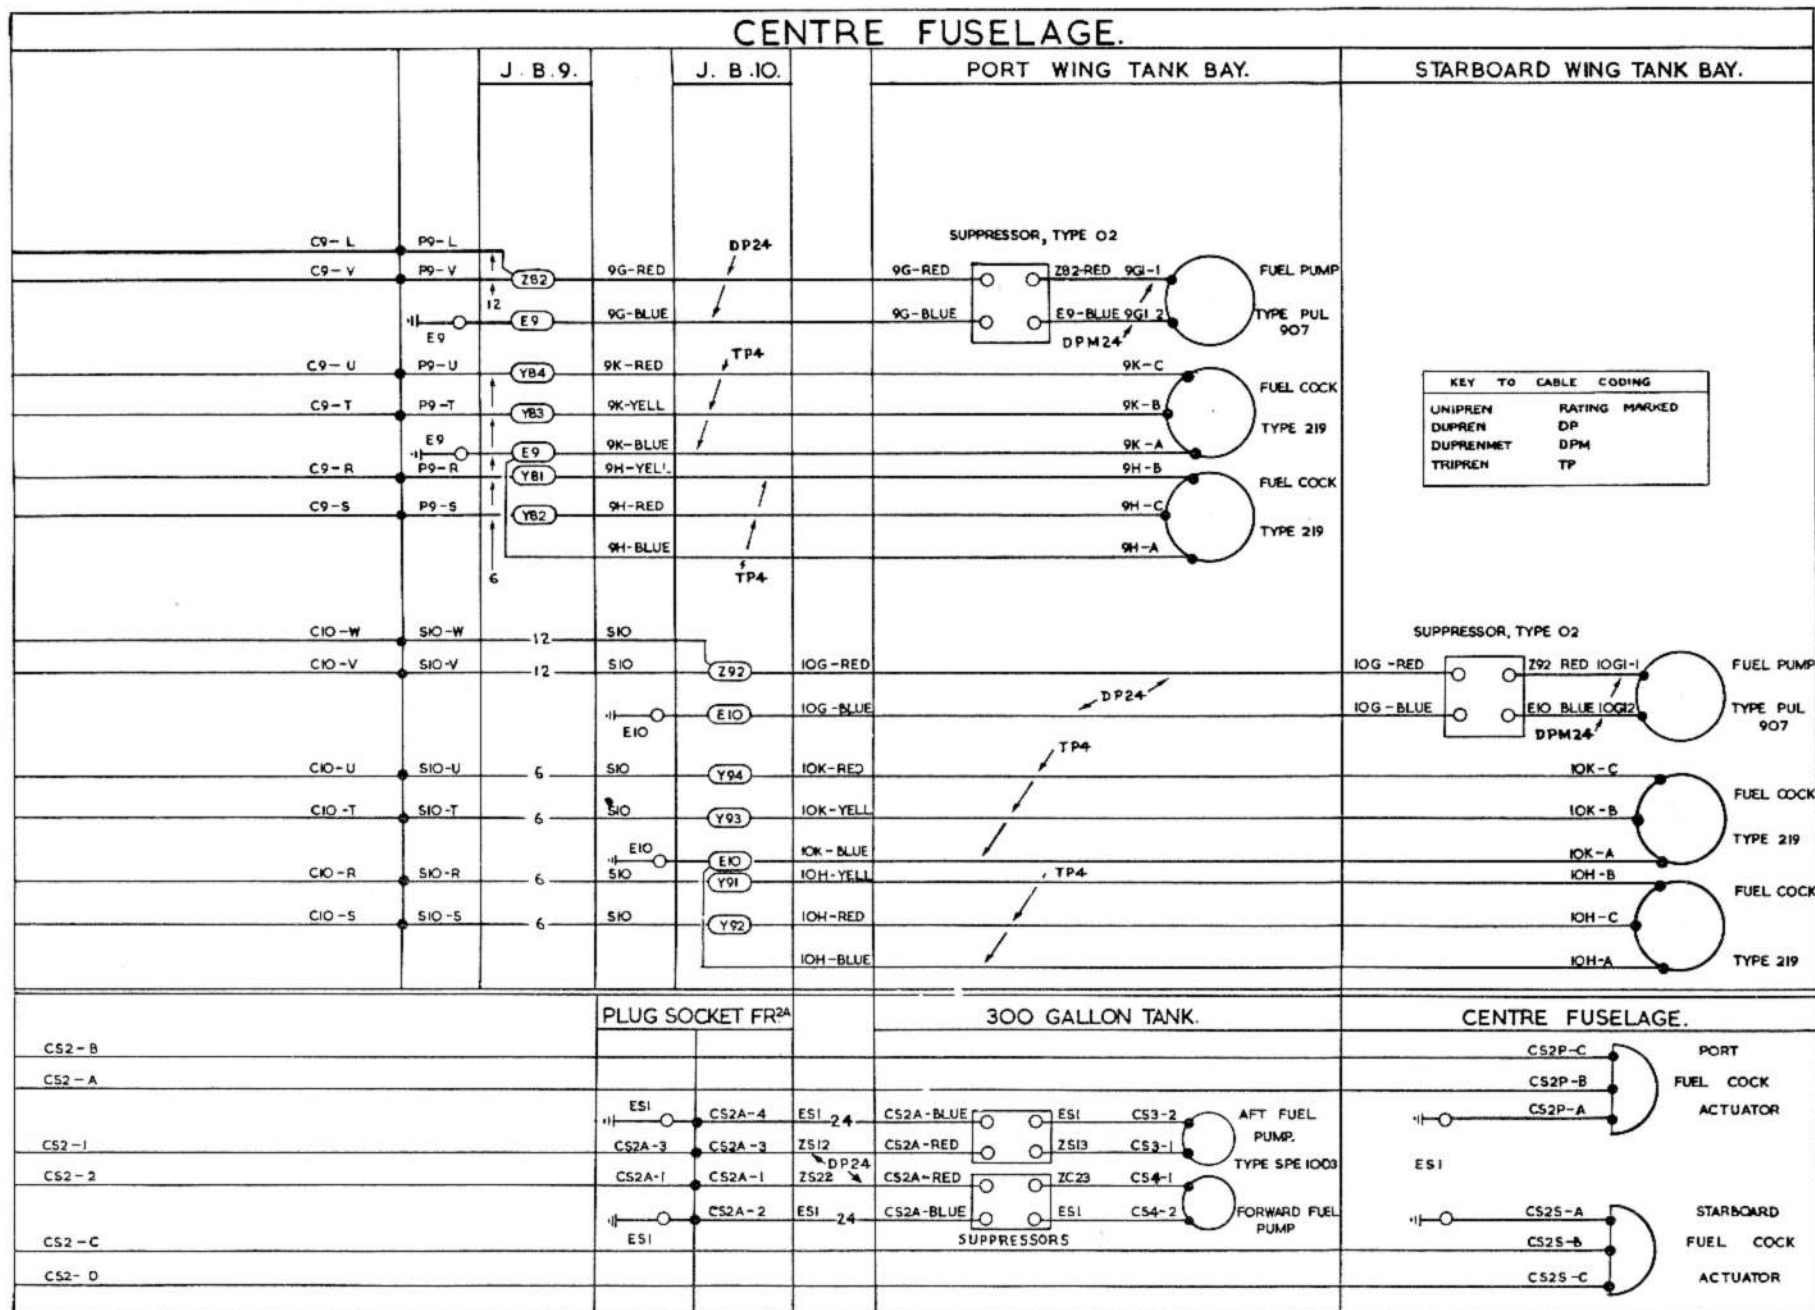 CENTRE FUSELAGE.
J. B. 9. J. B. 10. PORT WING TANK BAY. STARBOARD WING TANK BAY.
SUPPRESSOR, TYPE O2
C9-L P9-L DP24
C9-V P9-V Z82 9G-RED 9G-RED Z82-RED 9G1-1 FUEL PUMP
12
E9 E9 9G-BLUE 9G-BLUE E9-BLUE 9G1 2 TYPE PUL 907
DPM24
TP4
C9-U P9-U Y84 9K-RED 9K-C FUEL COCK
C9-T P9-T Y83 9K-YELL 9K-B TYPE 219
E9 E9 9K-BLUE 9K-A
C9-R P9-R Y81 9H-YELL 9H-B FUEL COCK
C9-S P9-S Y82 9H-RED 9H-C TYPE 219
9H-BLUE 9H-A
6 TP4
KEY TO CABLE CODING
UNIPREN RATING MARKED
DUPREN DP
DUPRENMET DPM
TRIPREN TP
C10-W S10-W 12 S10 SUPPRESSOR, TYPE O2
C10-V S10-V 12 S10 Z92 10G-RED 10G-RED Z92 RED 10G1-1 FUEL PUMP
DP24
E10 E10 10G-BLUE 10G-BLUE E10 BLUE 10G12 TYPE PUL 907
DPM24
TP4
C10-U S10-U 6 S10 Y94 10K-RED 10K-C FUEL COCK
C10-T S10-T 6 S10 Y93 10K-YELL 10K-B TYPE 219
E10 E10 10K-BLUE 10K-A
C10-R S10-R 6 S10 Y91 10H-YELL TP4 10H-B FUEL COCK
C10-S S10-S 6 S10 Y92 10H-RED 10H-C
10H-BLUE 10H-A TYPE 219
PLUG SOCKET FR2A 300 GALLON TANK. CENTRE FUSELAGE.
CS2-B CS2P-C PORT
CS2-A CS2P-B FUEL COCK
ES1 CS2A-4 ES1 24 CS2A-BLUE ES1 CS3-2 AFT FUEL PUMP. CS2P-A ACTUATOR
CS2-1 CS2A-3 CS2A-3 ZS12 CS2A-RED ZS13 CS3-1 TYPE SPE 1003 ES1
DP24
CS2-2 CS2A-1 CS2A-1 ZS22 CS2A-RED ZC23 CS4-1
CS2A-2 ES1 24 CS2A-BLUE ES1 CS4-2 FORWARD FUEL PUMP CS2S-A STARBOARD
ES1 SUPPRESSORS
CS2-C CS2S-B FUEL COCK
CS2-D CS2S-C ACTUATOR